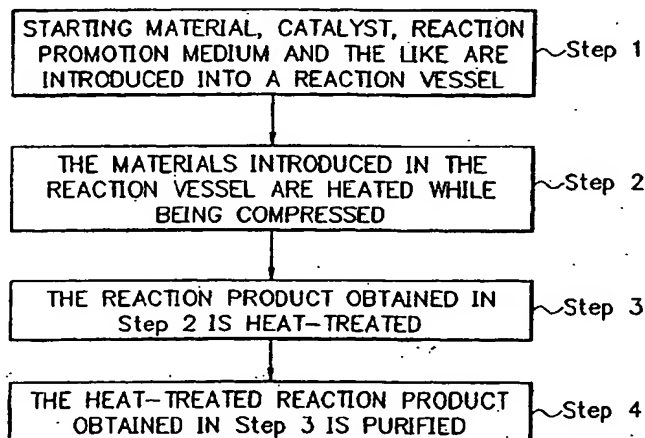 STARTING MATERIAL, CATALYST, REACTION
PROMOTION MEDIUM AND THE LIKE ARE
INTRODUCED INTO A REACTION VESSEL
Step 1
THE MATERIALS INTRODUCED IN THE
REACTION VESSEL ARE HEATED WHILE
BEING COMPRESSED
Step 2
THE REACTION PRODUCT OBTAINED IN
Step 2 IS HEAT-TREATED
Step 3
THE HEAT-TREATED REACTION PRODUCT
OBTAINED IN Step 3 IS PURIFIED
Step 4